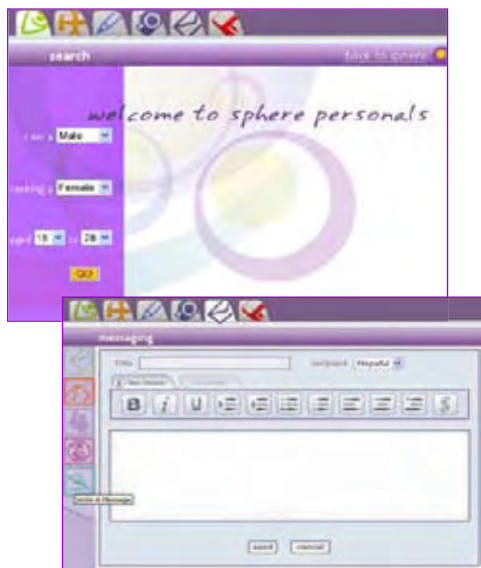 search
back to sphere
welcome to sphere personals
I am a Male
seeking a Female
aged 18 to 28
GO!
messaging
Title
Hopeful
B i U
Write A Message
send cancel